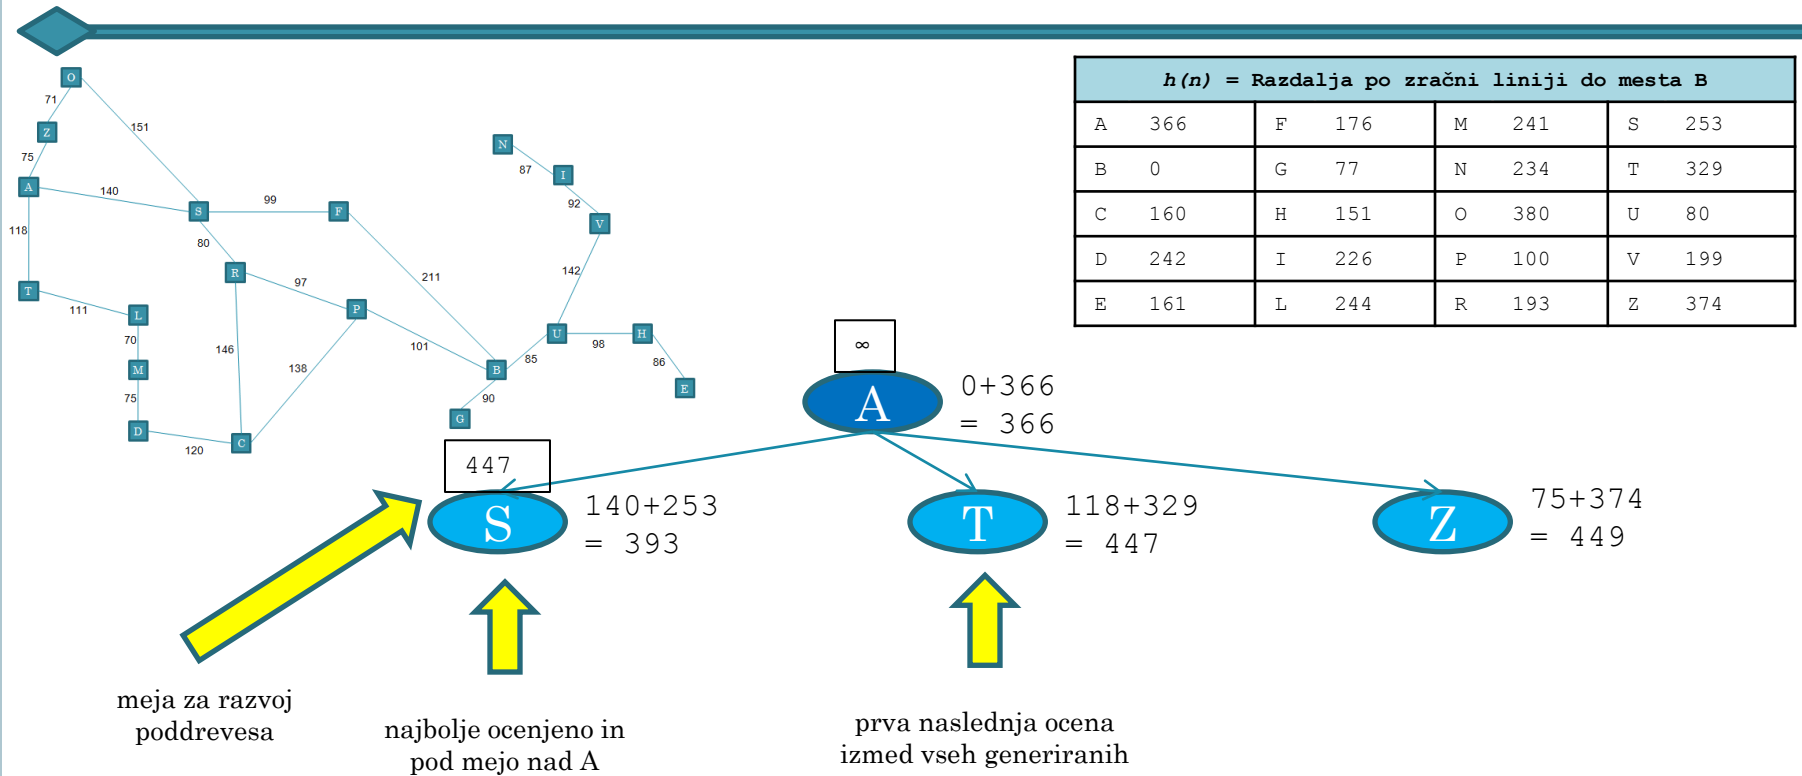 h(n) = Razdalja po zračni liniji do mesta B
A 366 F 176 M 241 S 253
B 0 G 77 N 234 T 329
C 160 H 151 O 380 U 80
D 242 I 226 P 100 V 199
E 161 L 244 R 193 Z 374
O
71
Z
151
75
A
140
S
99
F
118
80
R
97
211
T
111
L
P
70
146
101
M
138
75
D
120
C
N
87
I
92
V
142
U
98
H
85
86
B
E
90
G
∞
A
0+366
= 366
447
S
140+253
= 393
T
118+329
= 447
Z
75+374
= 449
meja za razvoj
poddrevesa
najbolje ocenjeno in
pod mejo nad A
prva naslednja ocena
izmed vseh generiranih